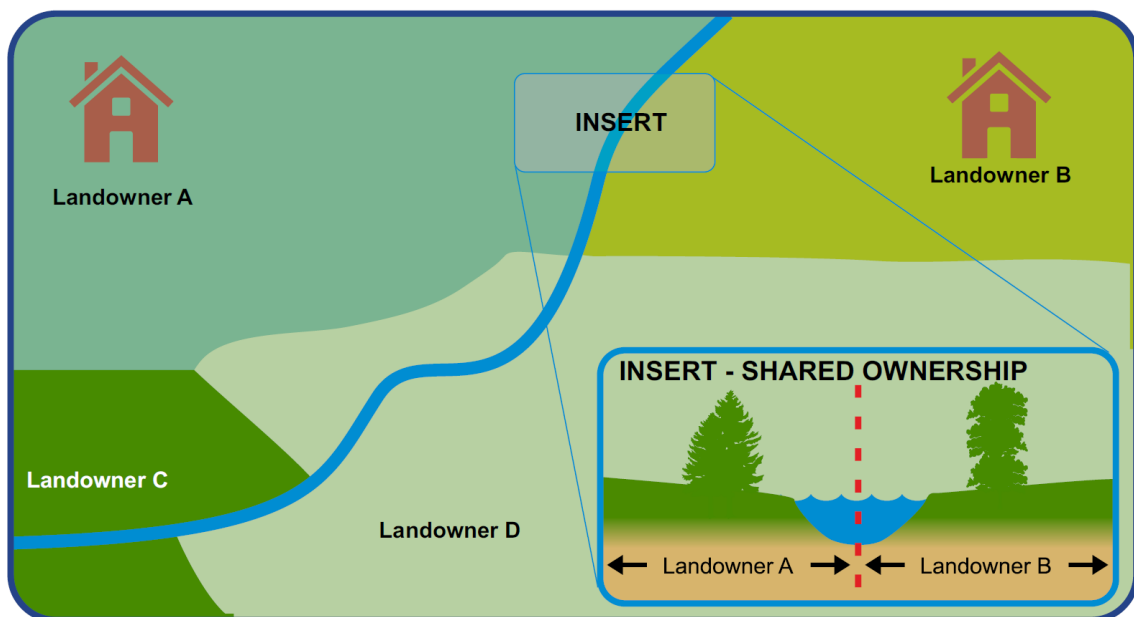 INSERT
Landowner A
Landowner B
INSERT - SHARED OWNERSHIP
Landowner C
Landowner D
Landowner A
Landowner B